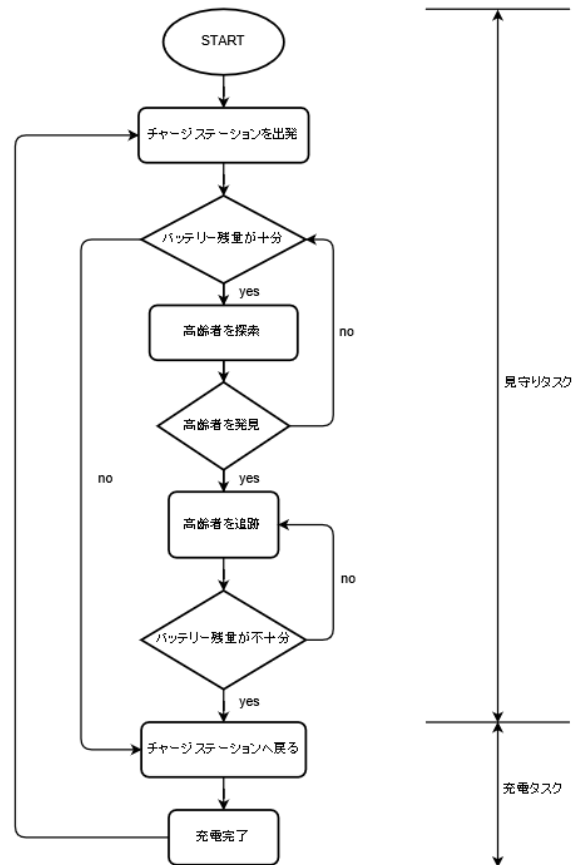 START
チャージステーションを出発
バッテリー残量が十分
yes
高齢者を探索
no
見守りタスク
高齢者を発見
no
yes
高齢者を追跡
no
バッテリー残量が不十分
yes
チャージステーションへ戻る
充電タスク
充電完了